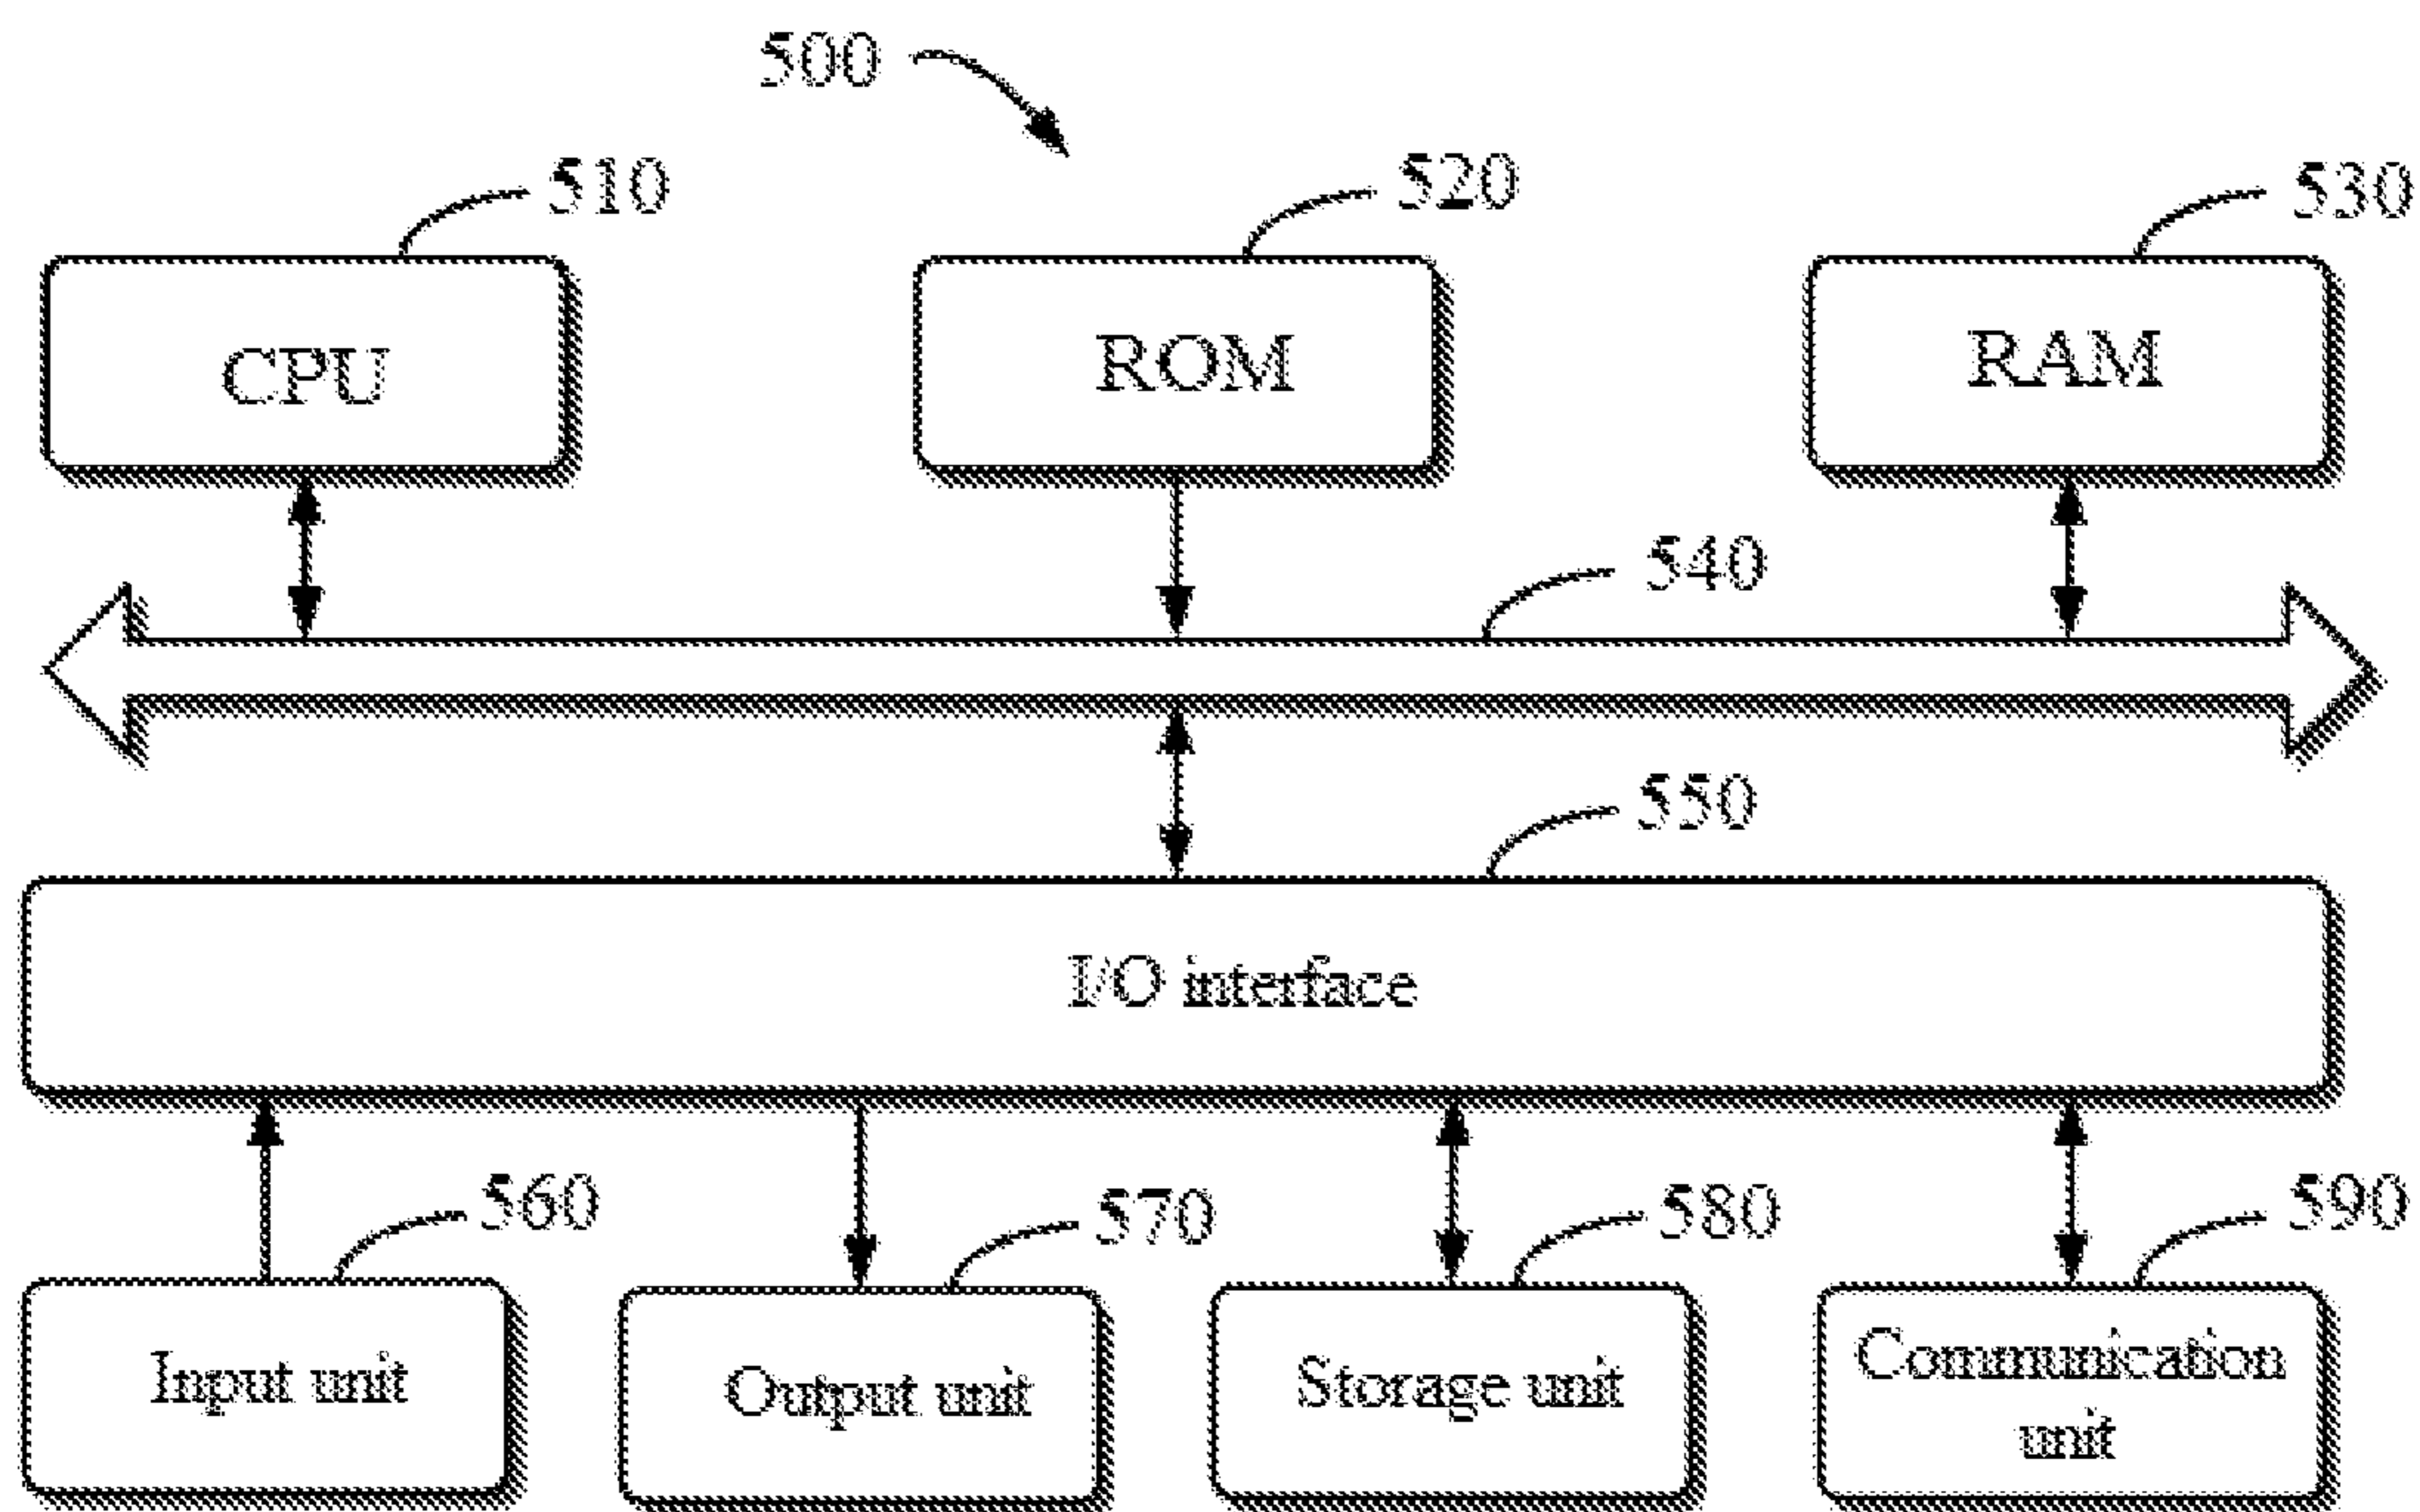 500
510
520
530
CPU
ROM
RAM
540
550
I/O interface
560
570
580
590
Input unit
Output unit
Storage unit
Communication
unit